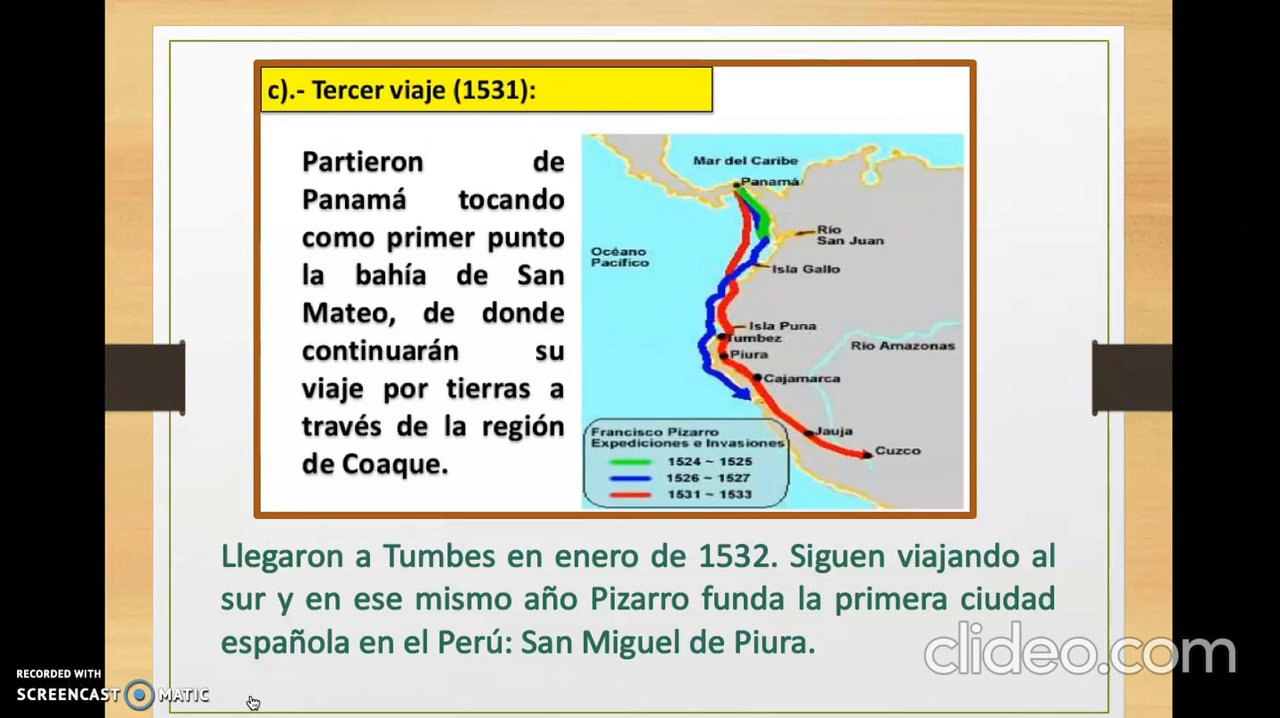 c).- Tercer viaje (1531):
Partieron de
Panamá tocando
como primer punto
la bahía de San
Mateo, de donde
continuarán su
viaje por tierras a
través de la región
de Coaque.
Mar del Caribe
Panamá
Río
San Juan
Océano
Pacífico
Isla Gallo
Isla Puna
Tumbez
Río Amazonas
Piura
Cajamarca
Jauja
Cuzco
Francisco Pizarro
Expediciones e Invasiones
1524 ~ 1525
1526 ~ 1527
1531 ~ 1533
Llegaron a Tumbes en enero de 1532. Siguen viajando al
sur y en ese mismo año Pizarro funda la primera ciudad
española en el Perú: San Miguel de Piura.
clideo.com
RECORDED WITH
SCREENCAST MATIC